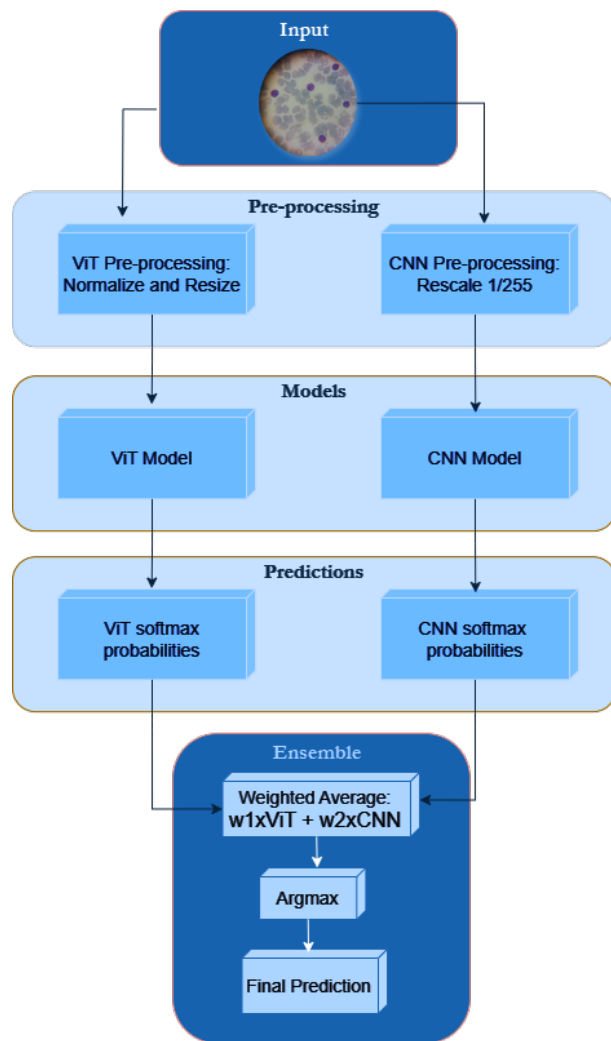 Input
Pre-processing
ViT Pre-processing:
Normalize and Resize
CNN Pre-processing:
Rescale 1/255
Models
ViT Model
CNN Model
Predictions
ViT softmax
probabilities
CNN softmax
probabilities
Ensemble
Weighted Average:
w1xViT + w2xCNN
Argmax
Final Prediction